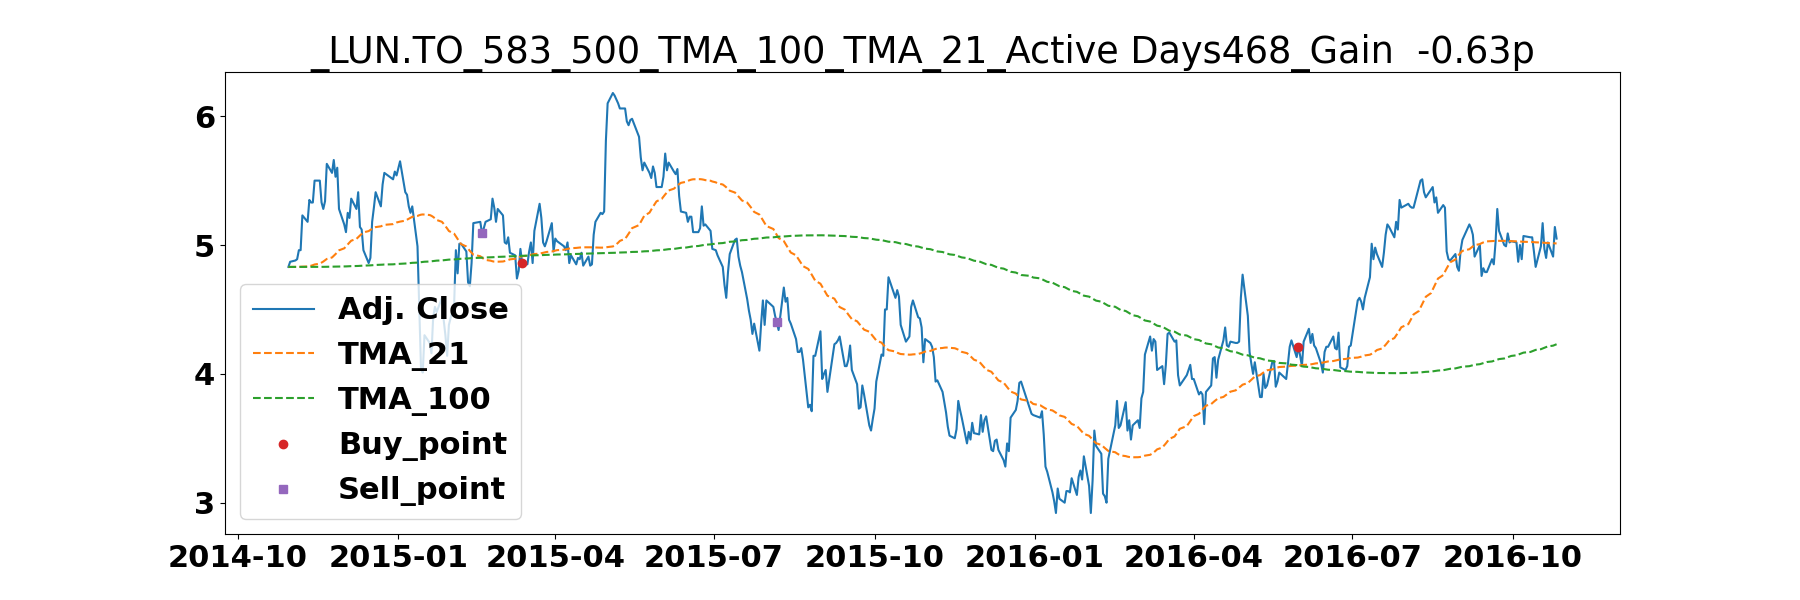 _LUN.TO_583_500_TMA_100_TMA_21_Active Days468_Gain  -0.63p
6
5
4
3
Adj. Close
TMA_21
TMA_100
Buy_point
Sell_point
2014-10 2015-01 2015-04 2015-07 2015-10 2016-01 2016-04 2016-07 2016-10